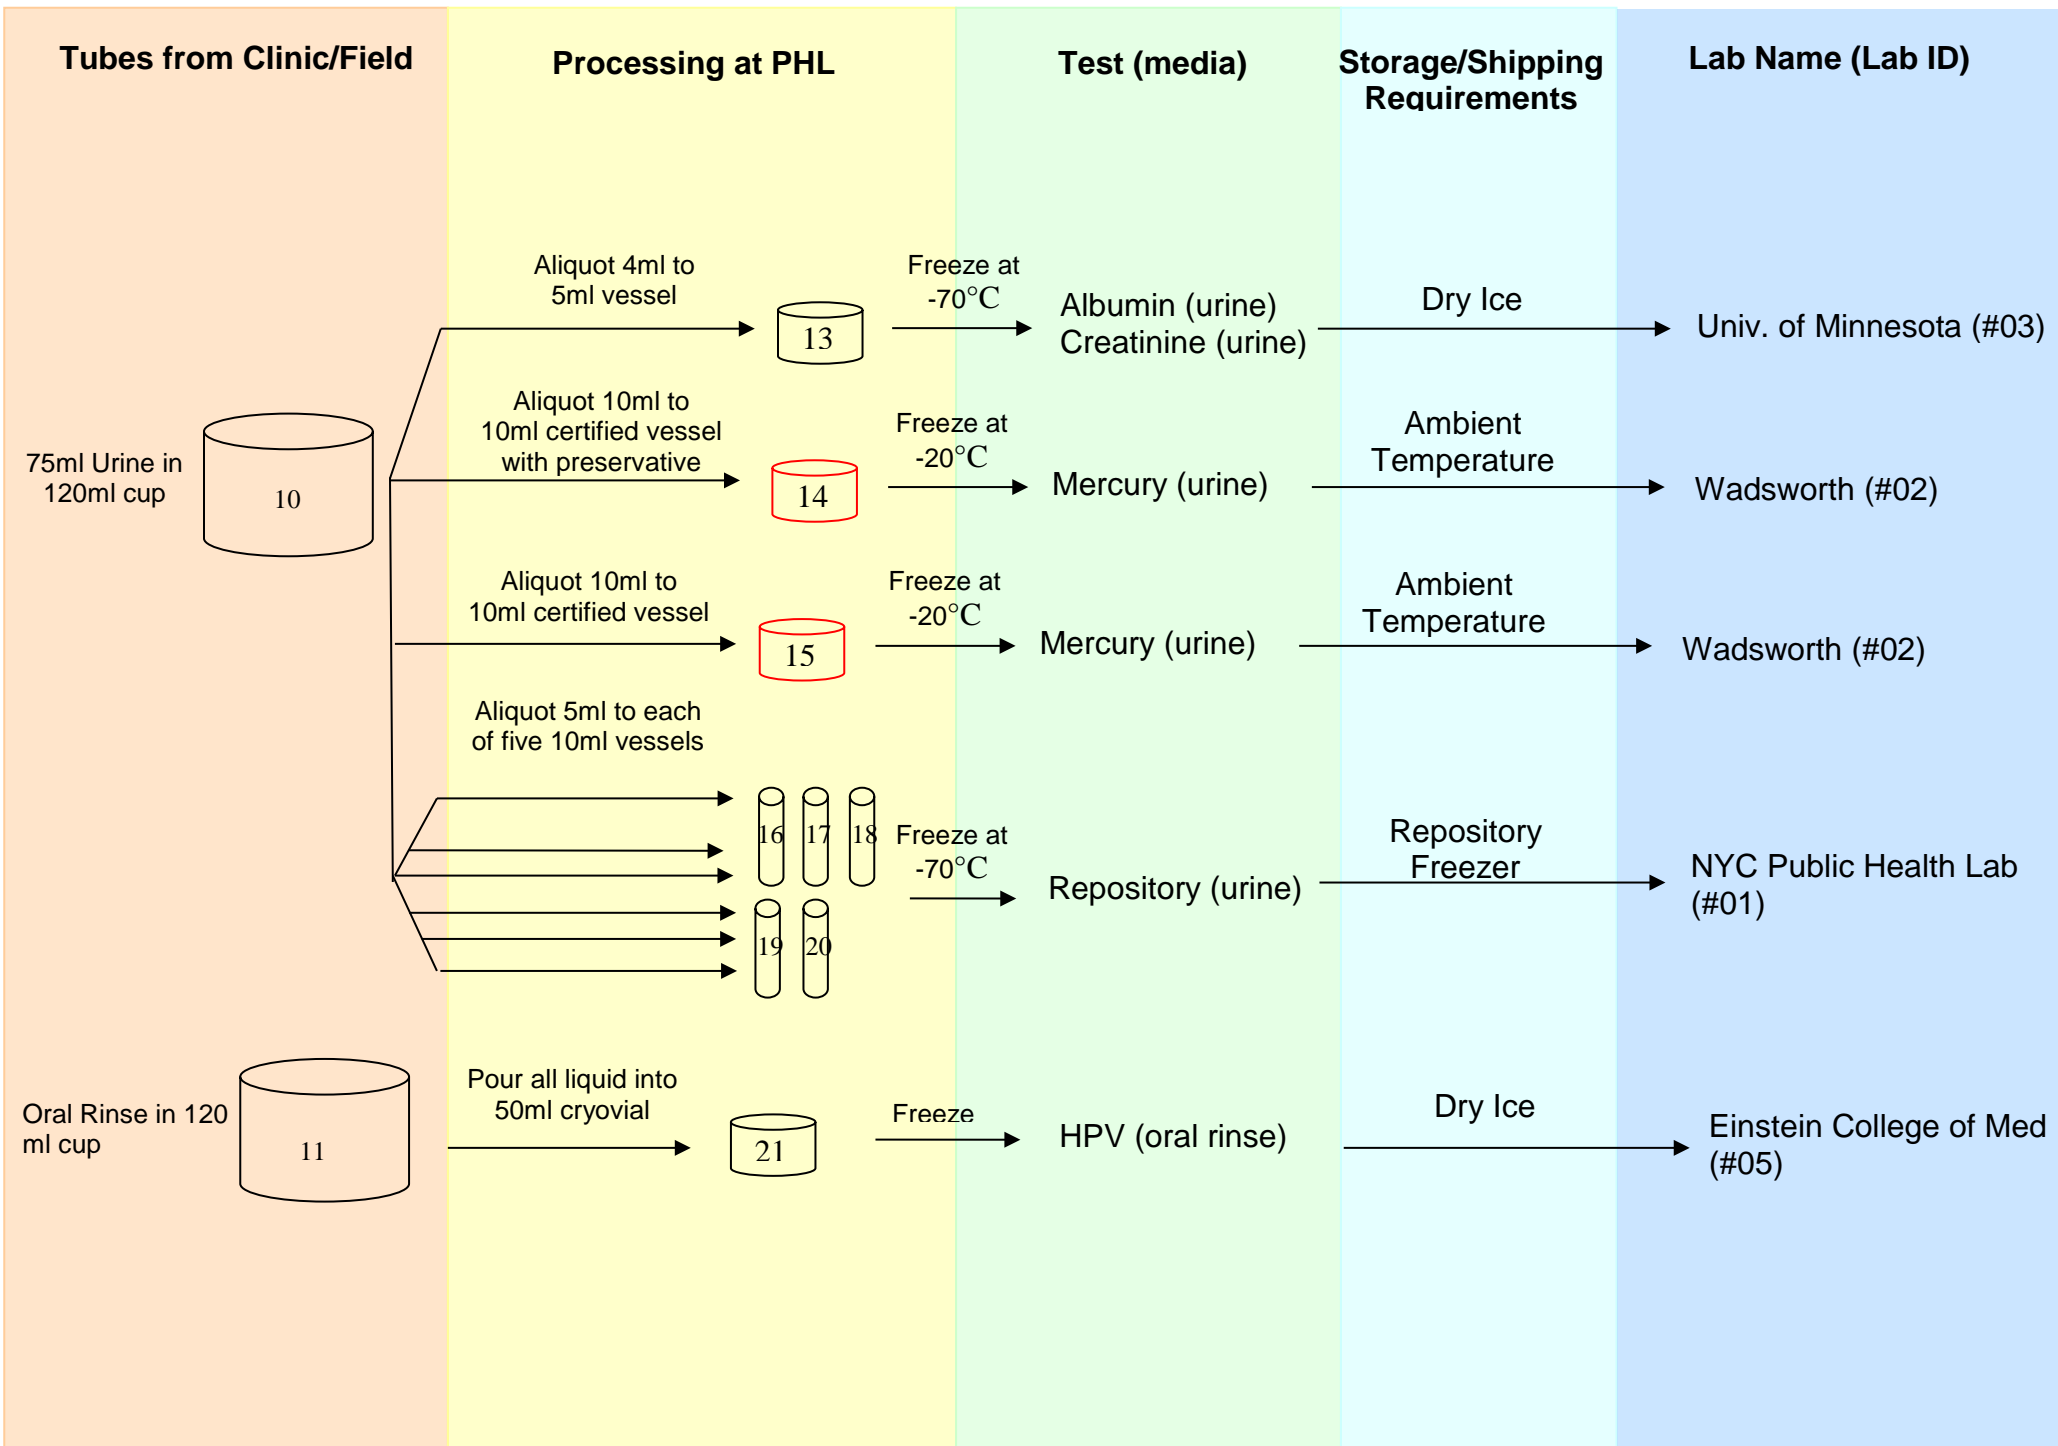 Tubes from Clinic/Field
Processing at PHL
Test (media)
Storage/Shipping
Requirements
Lab Name (Lab ID)
75ml Urine in
120ml cup
10
Aliquot 4ml to
5ml vessel
13
Freeze at
-70°C
Albumin (urine)
Creatinine (urine)
Dry Ice
Univ. of Minnesota (#03)
Aliquot 10ml to
10ml certified vessel
with preservative
14
Freeze at
-20°C
Mercury (urine)
Ambient
Temperature
Wadsworth (#02)
Aliquot 10ml to
10ml certified vessel
15
Freeze at
-20°C
Mercury (urine)
Ambient
Temperature
Wadsworth (#02)
Aliquot 5ml to each
of five 10ml vessels
16 17 18
19 20
Freeze at
-70°C
Repository (urine)
Repository
Freezer
NYC Public Health Lab
(#01)
Oral Rinse in 120
ml cup
11
Pour all liquid into
50ml cryovial
21
Freeze
HPV (oral rinse)
Dry Ice
Einstein College of Med
(#05)